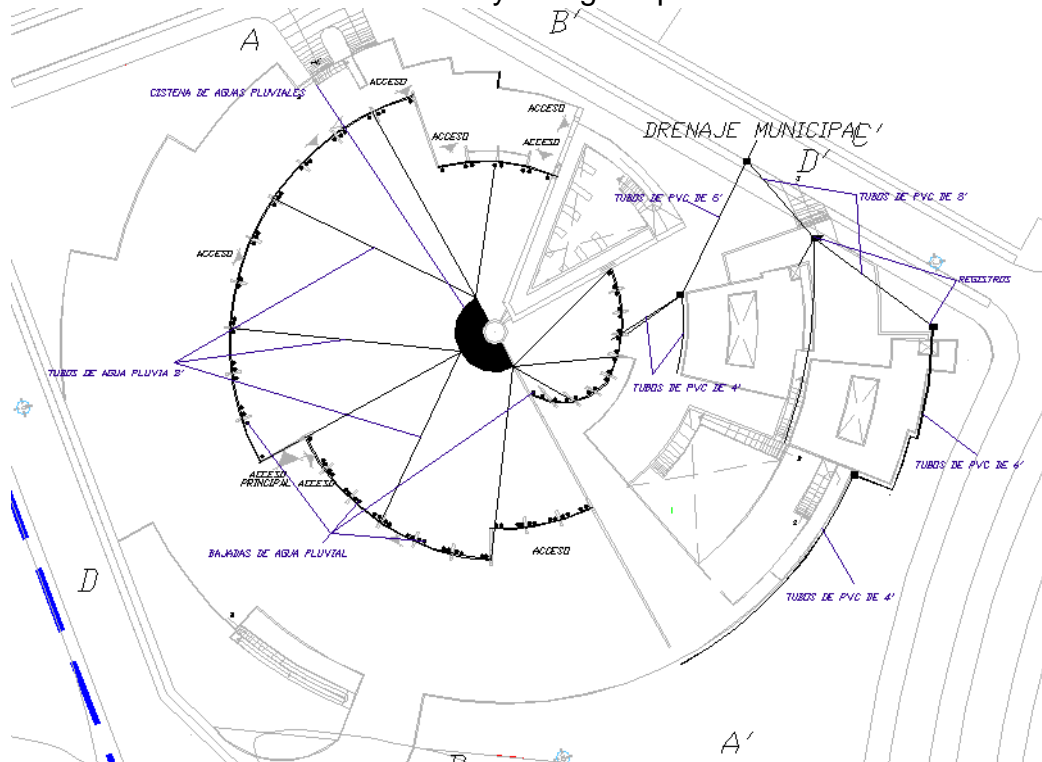 A
B'
CISTENA DE AGUAS PLUVIALES
ACCESO
ACCESO
ACCESO
ACCESO
DRENAJE MUNICIPAL
C'
D'
TUBOS DE PVC DE 6'
TUBOS DE PVC DE 8'
ACCESO
REGISTROS
TUBOS DE AGUA PLUVIA 8'
TUBOS DE PVC DE 4'
ACCESO
PRINCIPAL
ACCESO
TUBOS DE PVC DE 6'
BAJADAS DE AGUA PLUVIAL
ACCESO
D
TUBOS DE PVC DE 4'
A'